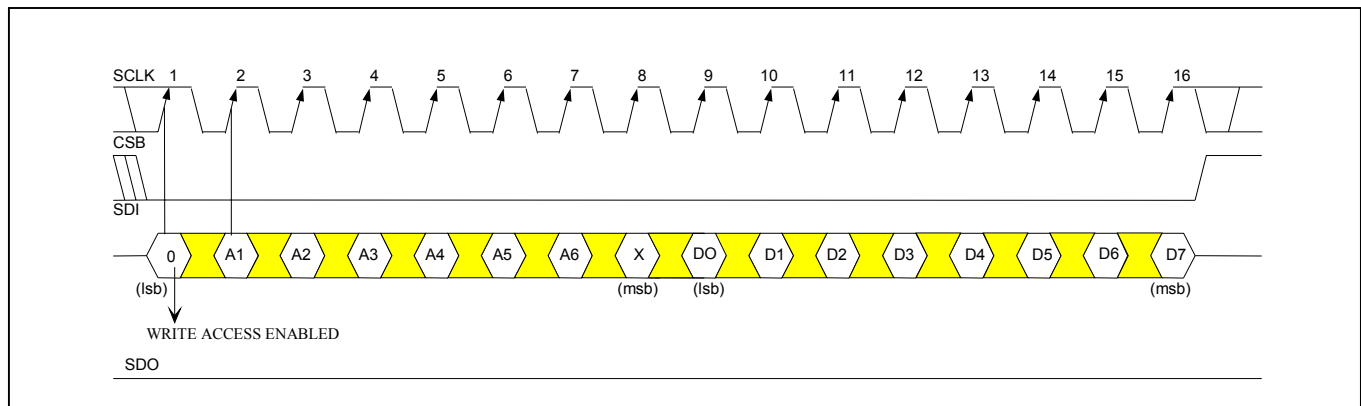 SCLK 1 2 3 4 5 6 7 8 9 10 11 12 13 14 15 16
CSB
SDI
0 A1 A2 A3 A4 A5 A6 X DO D1 D2 D3 D4 D5 D6 D7
(lsb) (msb) (lsb) (msb)
WRITE ACCESS ENABLED
SDO